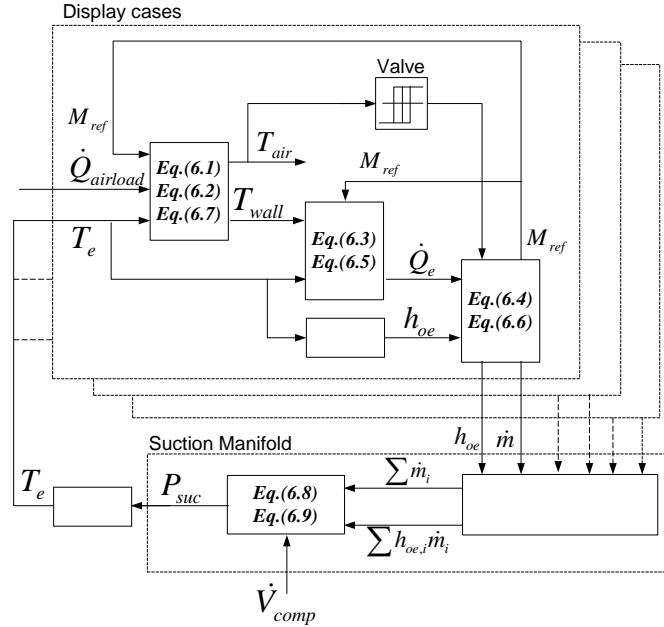 Display cases
Valve
M_ref
T_air
Q̇_airload
Eq.(6.1)
Eq.(6.2)
Eq.(6.7)
M_ref
T_wall
T_e
Eq.(6.3)
Eq.(6.5)
Q̇_e
M_ref
Eq.(6.4)
Eq.(6.6)
h_oe
h_oe ṁ
Suction Manifold
T_e
P_suc
Eq.(6.8)
Eq.(6.9)
∑ṁ_i
∑h_oe,i ṁ_i
V̇_comp